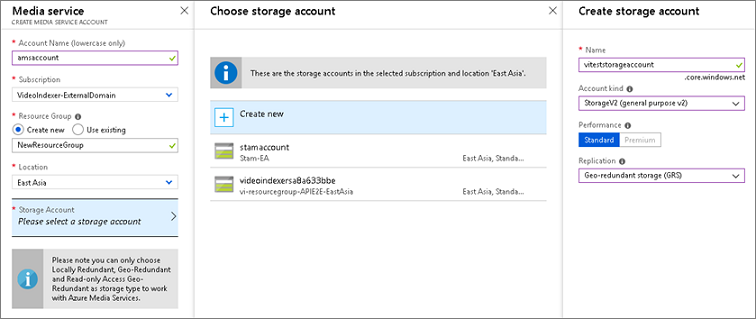 Media service
CREATE MEDIA SERVICE ACCOUNT
* Account Name (lowercase only)
amsaccount
* Subscription
VideoIndexer-ExternalDomain
* Resource Group
Create new Use existing
NewResourceGroup
* Location
East Asia
* Storage Account
Please select a storage account
Please note you can only choose
Locally Redundant, Geo-Redundant
and Read-only Access Geo-
Redundant as storage type to work
with Azure Media Services.
Choose storage account
These are the storage accounts in the selected subscription and location 'East Asia'.
Create new
stamaccount
Stam-EA
East Asia, Standa...
videoindexersa8a633bbe
vi-resourcegroup-APIE2E-EastAsia
East Asia, Standa...
Create storage account
* Name
viteststorageaccount
.core.windows.net
Account kind
StorageV2 (general purpose v2)
Performance
Standard Premium
Replication
Geo-redundant storage (GRS)